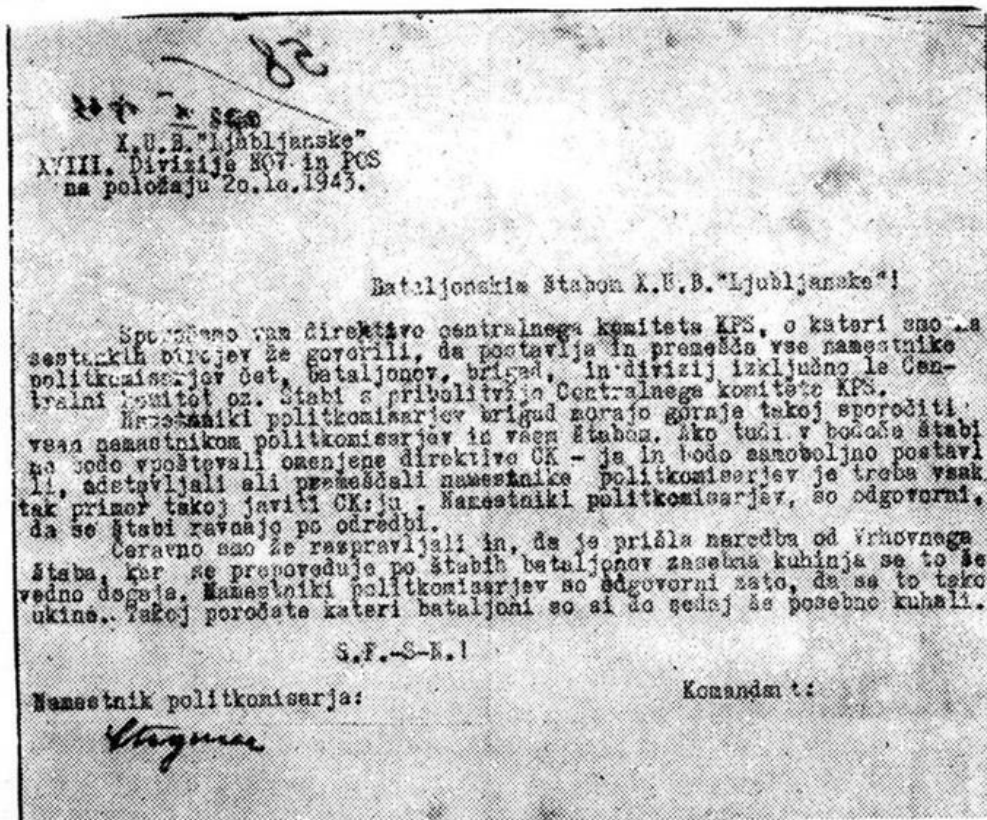 58
X.U.B."Ljubljanske"
XVIII. Divizija NOV in POS
na položaju 2o.lo.1943.
Bataljonskim štabom X.U.B."Ljubljanske"!
Sporočamo vam direktivo centralnega komiteta KPS, o kateri smo na
sestankih birojev že govorili, da postavlja in premešča vse namestnike
politkomisarjev čet, bataljonov, brigad, in divizij izključno le Cen-
tralni komitet oz. štabi s pribolitvijo Centralnega komiteta KPS.
Namestniki politkomisarjev brigad morajo gornje takoj sporočiti
vsem namestnikom politkomisarjev in vsem štabom. Ako tudi v bodoče štabi
ne bodo vpoštevali omenjene direktive CK - ja in bodo samoboljno postavl
li, odstavljali ali premeščali namestnike politkomisarjev je treba vsak
tak primer takoj javiti CK:ju. Namestniki politkomisarjev, so odgovorni,
da se štabi ravnajo po odredbi.
Čeravno smo že razpravljali in, da je prišla naredba od Vrhovnega
štaba, ker se prepoveduje po štabih bataljonov zasebna kuhinja se to še
vedno dogaja. Namestniki politkomisarjev so odgovorni zato, da se to tako
ukine. Takoj poročate kateri bataljoni so si do sedaj še posebno kuhali.
S.F.-S-N.!
Namestnik politkomisarja:
Komandant: